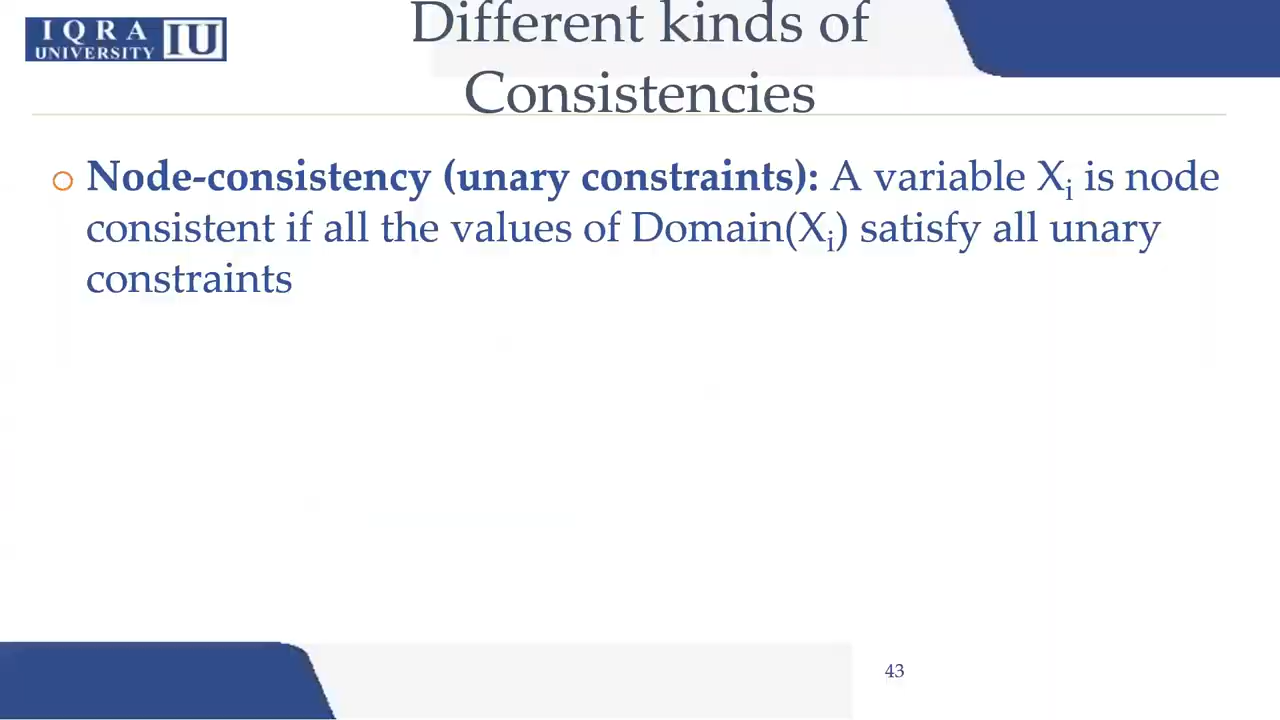 IQRA
UNIVERSITY IU
Different kinds of
Consistencies
o Node-consistency (unary constraints): A variable Xi is node
consistent if all the values of Domain(Xi) satisfy all unary
constraints
43